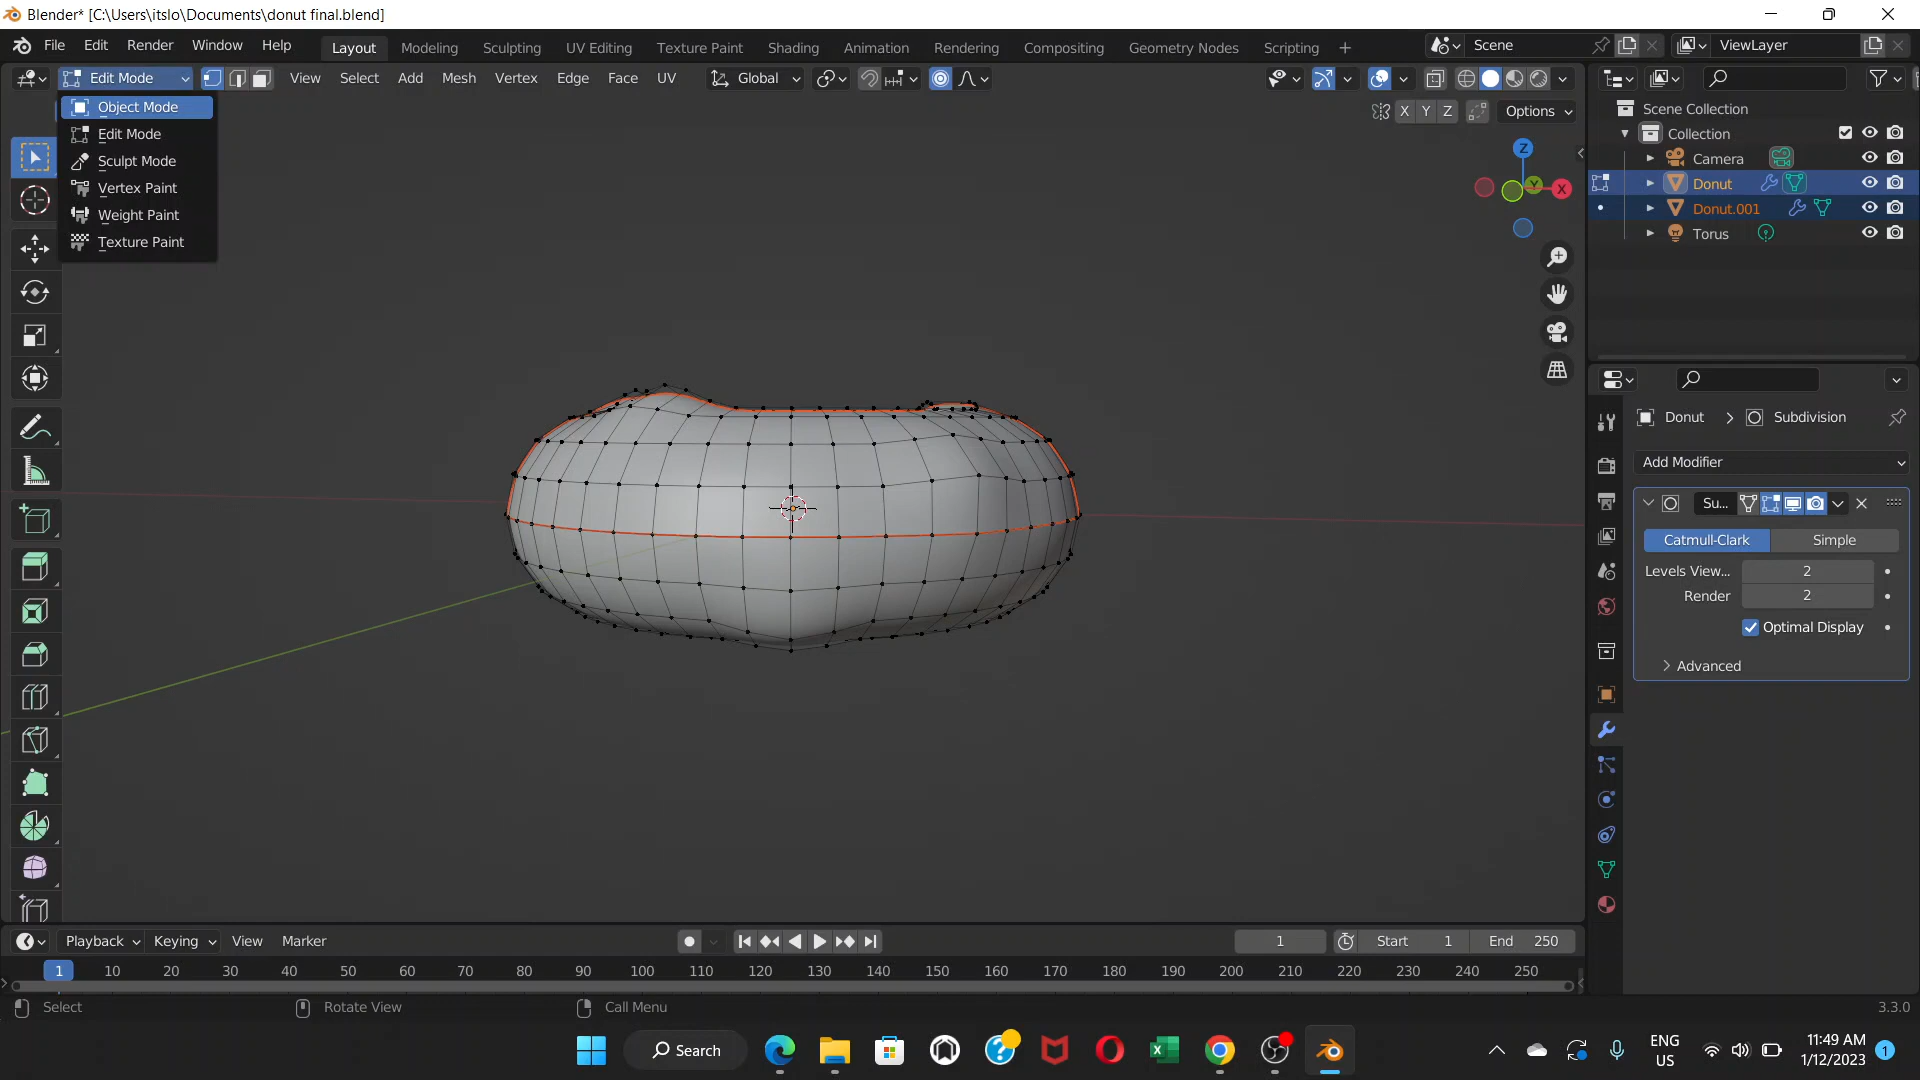 Blender* [C:\Users\itslo\Documents\donut final.blend]
File Edit Render Window Help Layout Modeling Sculpting UV Editing Texture Paint Shading Animation Rendering Compositing Geometry Nodes Scripting + Scene ViewLayer
Edit Mode View Select Add Mesh Vertex Edge Face UV Global
X Y Z Options
Object Mode
Edit Mode
Sculpt Mode
Vertex Paint
Weight Paint
Texture Paint
Z
Y
X
Scene Collection
Collection
Camera
Donut
Donut.001
Torus
Donut > Subdivision
Add Modifier
Su...
Catmull-Clark Simple
Levels View... 2
Render 2
Optimal Display
Advanced
Playback Keying View Marker 1 Start 1 End 250
1 10 20 30 40 50 60 70 80 90 100 110 120 130 140 150 160 170 180 190 200 210 220 230 240 250
Select Rotate View Call Menu 3.3.0
Search
ENG
US
11:49 AM
1/12/2023
1